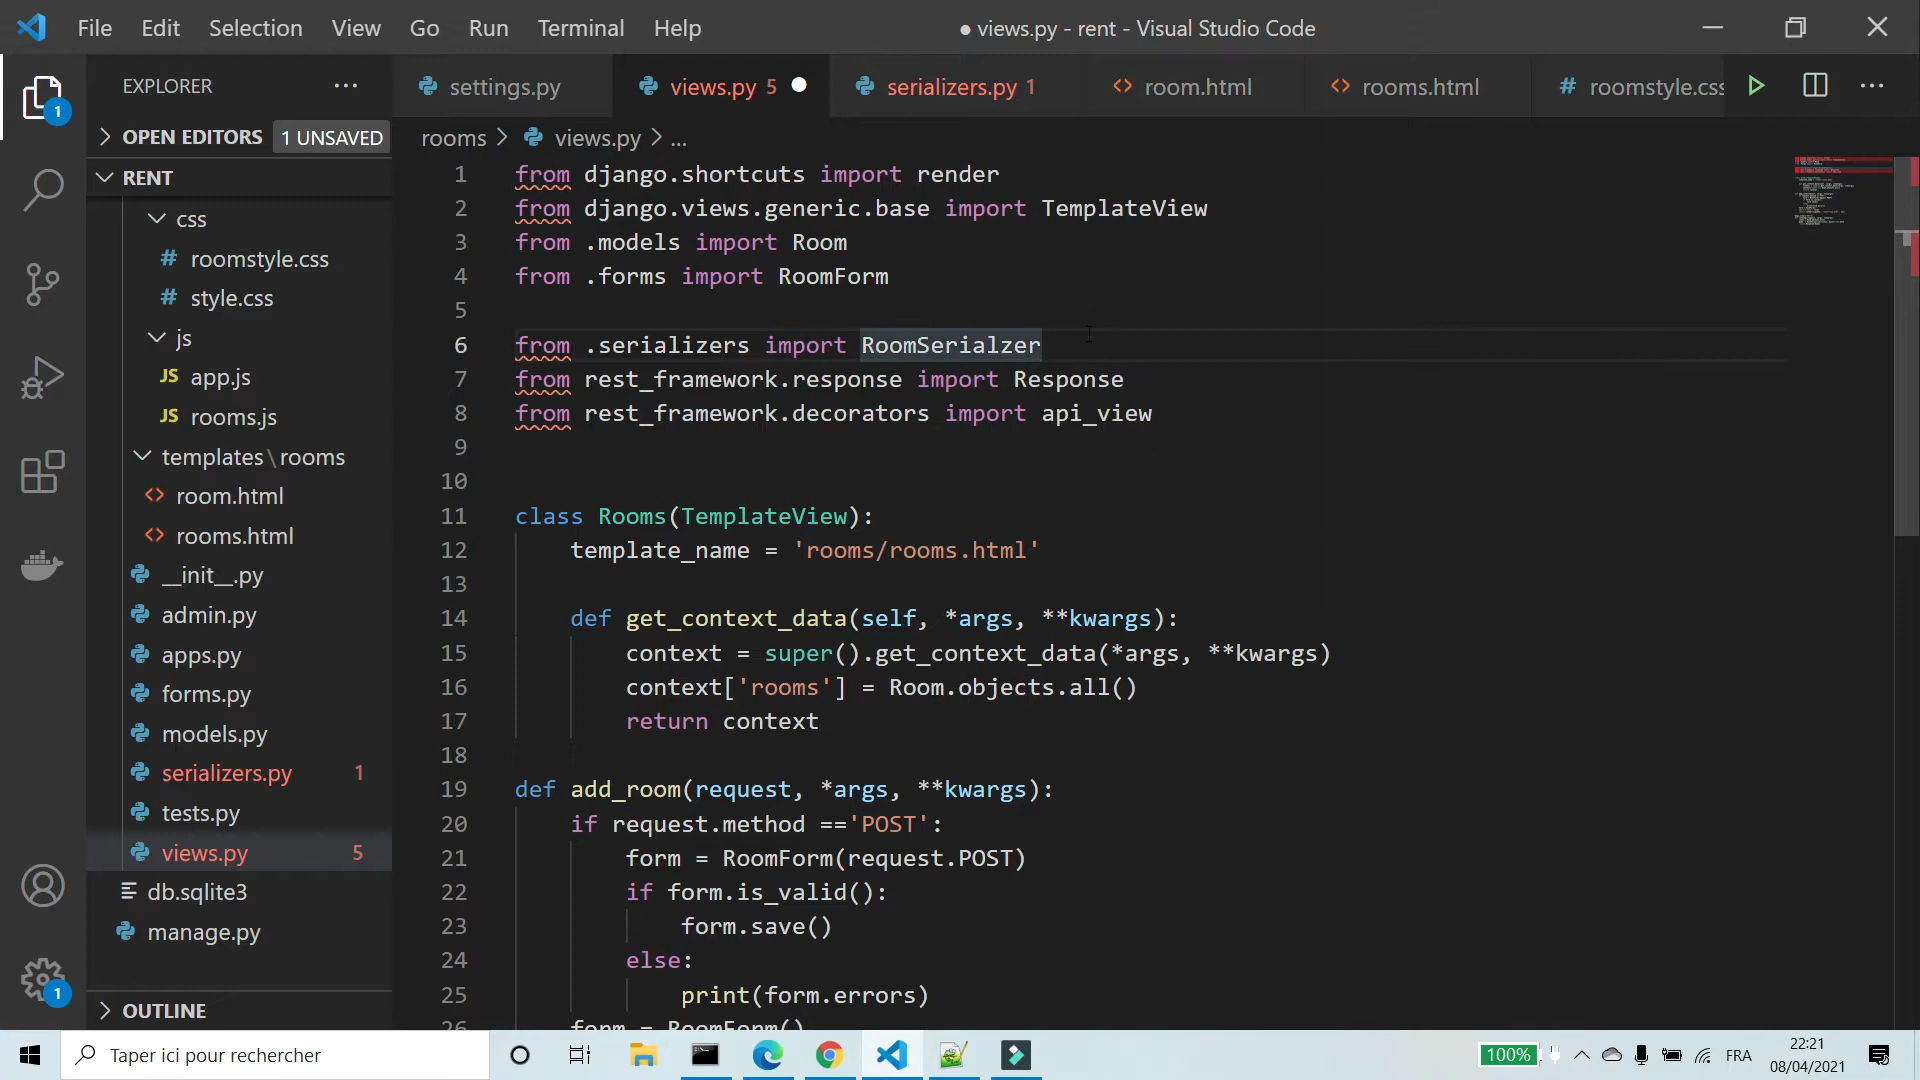 File Edit Selection View Go Run Terminal Help
● views.py - rent - Visual Studio Code
EXPLORER ...
settings.py
views.py 5
serializers.py 1
<> room.html
<> rooms.html
# roomstyle.css
1
OPEN EDITORS 1 UNSAVED
rooms > views.py > ...
RENT
css
# roomstyle.css
# style.css
js
JS app.js
JS rooms.js
templates\rooms
<> room.html
<> rooms.html
__init__.py
admin.py
apps.py
forms.py
models.py
serializers.py 1
tests.py
views.py 5
db.sqlite3
manage.py
OUTLINE
1
1 from django.shortcuts import render
2 from django.views.generic.base import TemplateView
3 from .models import Room
4 from .forms import RoomForm
5
6 from .serializers import RoomSerialzer
7 from rest_framework.response import Response
8 from rest_framework.decorators import api_view
9
10
11 class Rooms(TemplateView):
12 template_name = 'rooms/rooms.html'
13
14 def get_context_data(self, *args, **kwargs):
15 context = super().get_context_data(*args, **kwargs)
16 context['rooms'] = Room.objects.all()
17 return context
18
19 def add_room(request, *args, **kwargs):
20 if request.method =='POST':
21 form = RoomForm(request.POST)
22 if form.is_valid():
23 form.save()
24 else:
25 print(form.errors)
26 form = RoomForm()
Taper ici pour rechercher
100%
FRA
22:21
08/04/2021